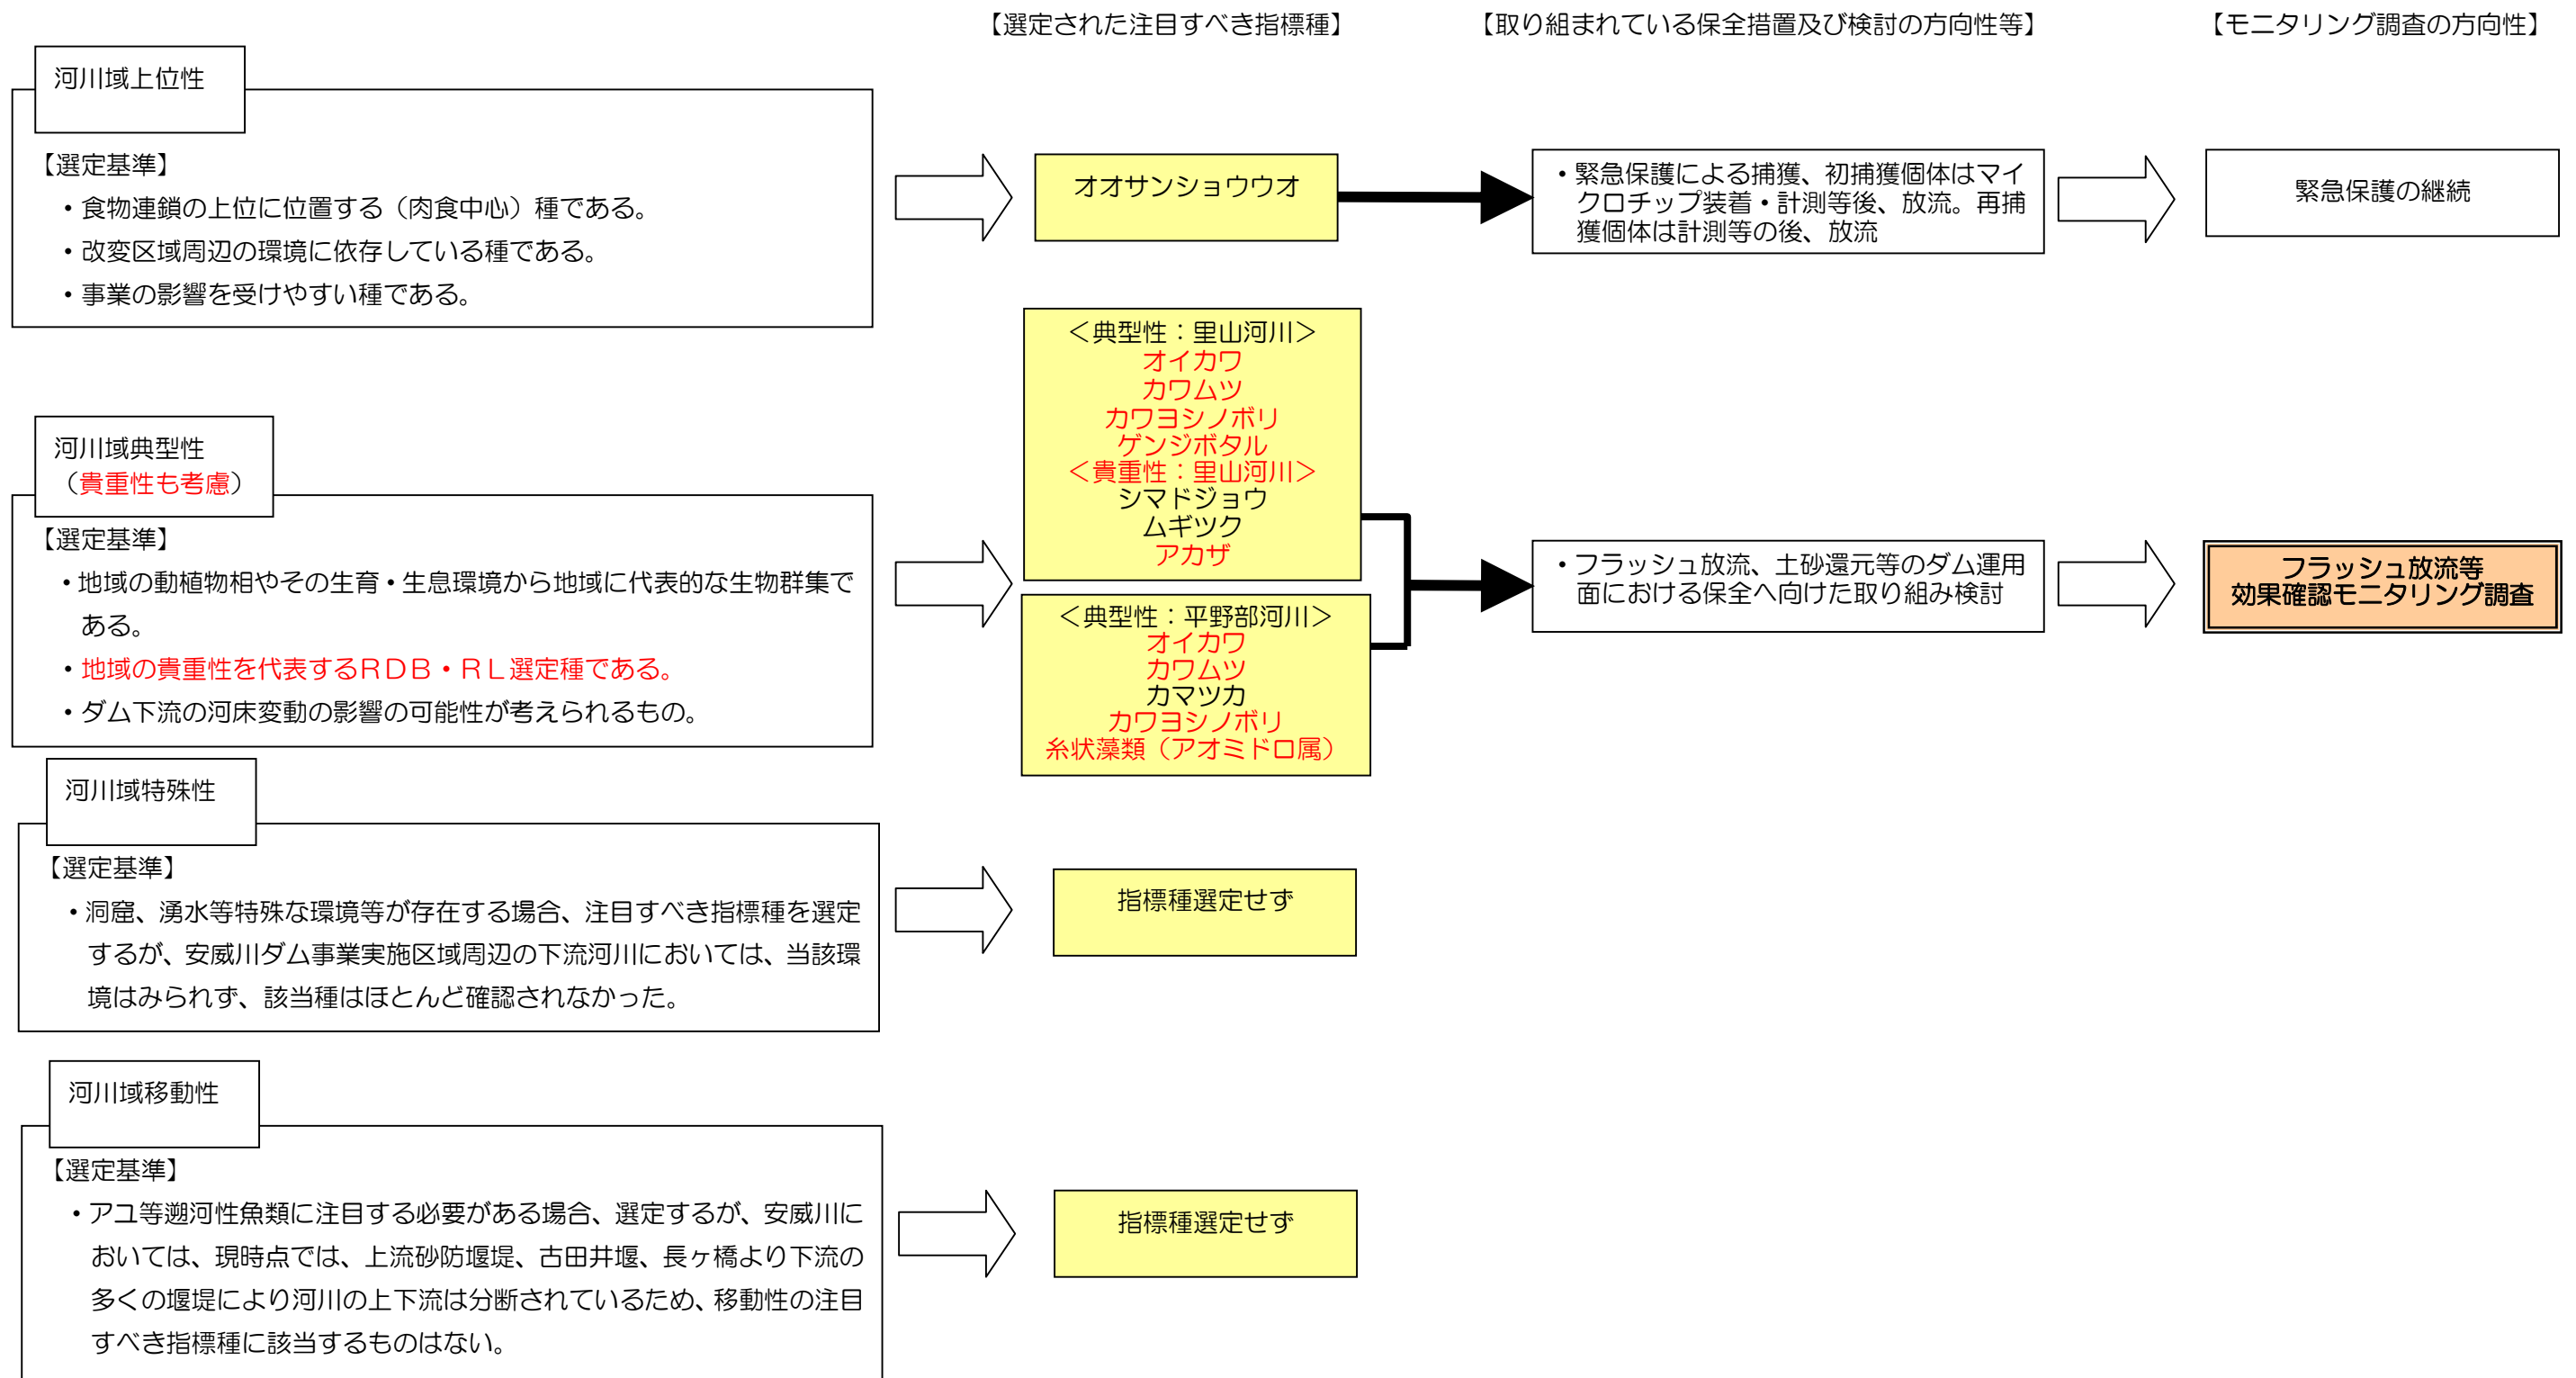 【選定された注目すべき指標種】
【取り組まれている保全措置及び検討の方向性等】
【モニタリング調査の方向性】
河川域上位性
【選定基準】
・食物連鎖の上位に位置する（肉食中心）種である。
・改変区域周辺の環境に依存している種である。
・事業の影響を受けやすい種である。
オオサンショウウオ
・緊急保護による捕獲、初捕獲個体はマイ
クロチップ装着・計測等後、放流。再捕
獲個体は計測等の後、放流
緊急保護の継続
河川域典型性
（貴重性も考慮）
【選定基準】
・地域の動植物相やその生育・生息環境から地域に代表的な生物群集で
ある。
・地域の貴重性を代表するＲＤＢ・ＲＬ選定種である。
・ダム下流の河床変動の影響の可能性が考えられるもの。
＜典型性：里山河川＞
オイカワ
カワムツ
カワヨシノボリ
ゲンジボタル
＜貴重性：里山河川＞
シマドジョウ
ムギツク
アカザ
＜典型性：平野部河川＞
オイカワ
カワムツ
カマツカ
カワヨシノボリ
糸状藻類（アオミドロ属）
・フラッシュ放流、土砂還元等のダム運用
面における保全へ向けた取り組み検討
フラッシュ放流等
効果確認モニタリング調査
河川域特殊性
【選定基準】
・洞窟、湧水等特殊な環境等が存在する場合、注目すべき指標種を選定
するが、安威川ダム事業実施区域周辺の下流河川においては、当該環
境はみられず、該当種はほとんど確認されなかった。
指標種選定せず
河川域移動性
【選定基準】
・アユ等遡河性魚類に注目する必要がある場合、選定するが、安威川に
おいては、現時点では、上流砂防堰堤、古田井堰、長ヶ橋より下流の
多くの堰堤により河川の上下流は分断されているため、移動性の注目
すべき指標種に該当するものはない。
指標種選定せず